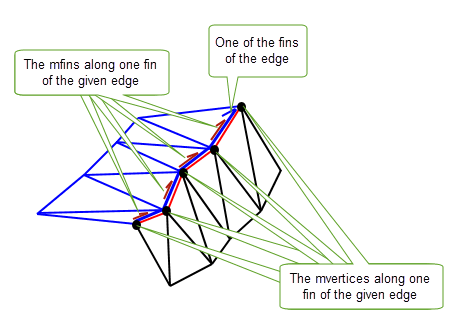 One of the fins
of the edge
The mfins along one fin
of the given edge
The mvertices along one
fin of the given edge